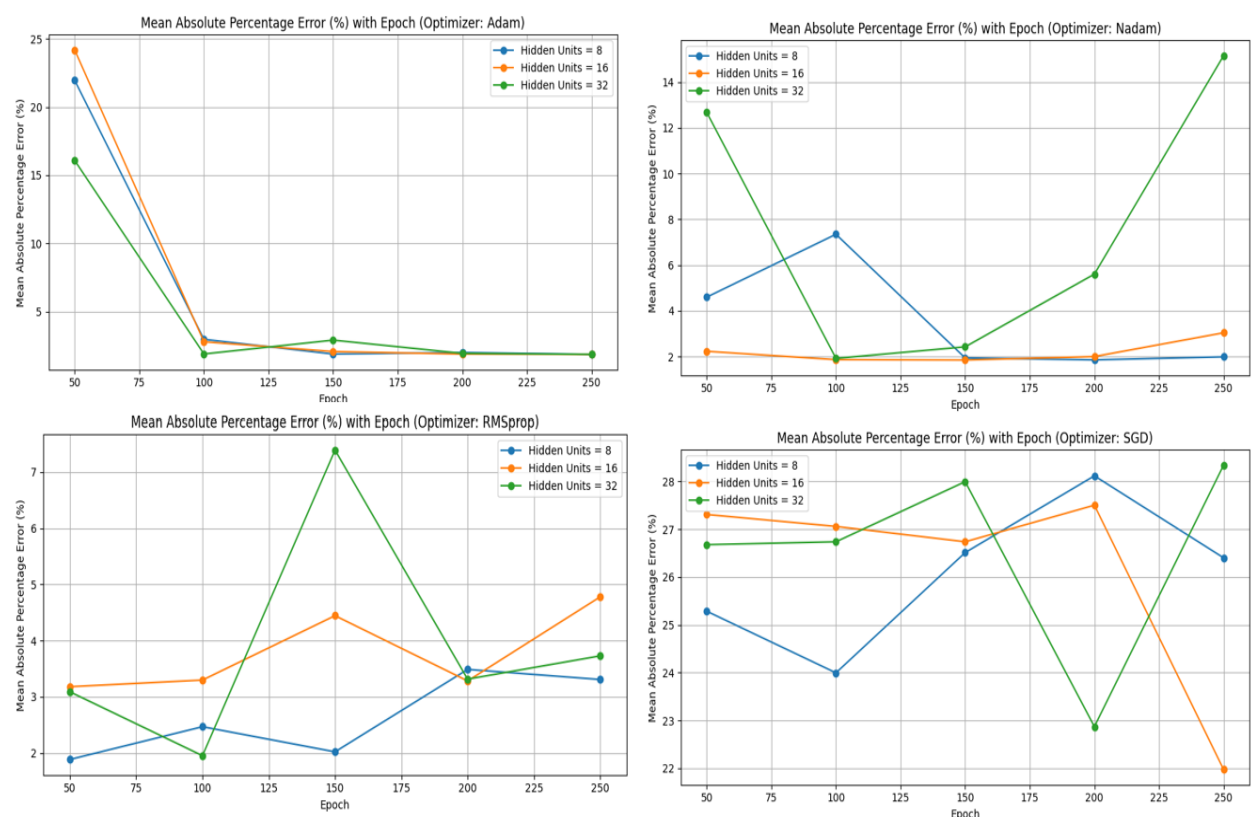 Mean Absolute Percentage Error (%) with Epoch (Optimizer: Adam)
Mean Absolute Percentage Error (%)
25
20
15
10
5
Hidden Units = 8
Hidden Units = 16
Hidden Units = 32
50 75 100 125 150 175 200 225 250
Epoch
Mean Absolute Percentage Error (%) with Epoch (Optimizer: Nadam)
Mean Absolute Percentage Error (%)
14
12
10
8
6
4
2
Hidden Units = 8
Hidden Units = 16
Hidden Units = 32
50 75 100 125 150 175 200 225 250
Epoch
Mean Absolute Percentage Error (%) with Epoch (Optimizer: RMSprop)
Mean Absolute Percentage Error (%)
7
6
5
4
3
2
Hidden Units = 8
Hidden Units = 16
Hidden Units = 32
50 75 100 125 150 175 200 225 250
Epoch
Mean Absolute Percentage Error (%) with Epoch (Optimizer: SGD)
Mean Absolute Percentage Error (%)
28
27
26
25
24
23
22
Hidden Units = 8
Hidden Units = 16
Hidden Units = 32
50 75 100 125 150 175 200 225 250
Epoch